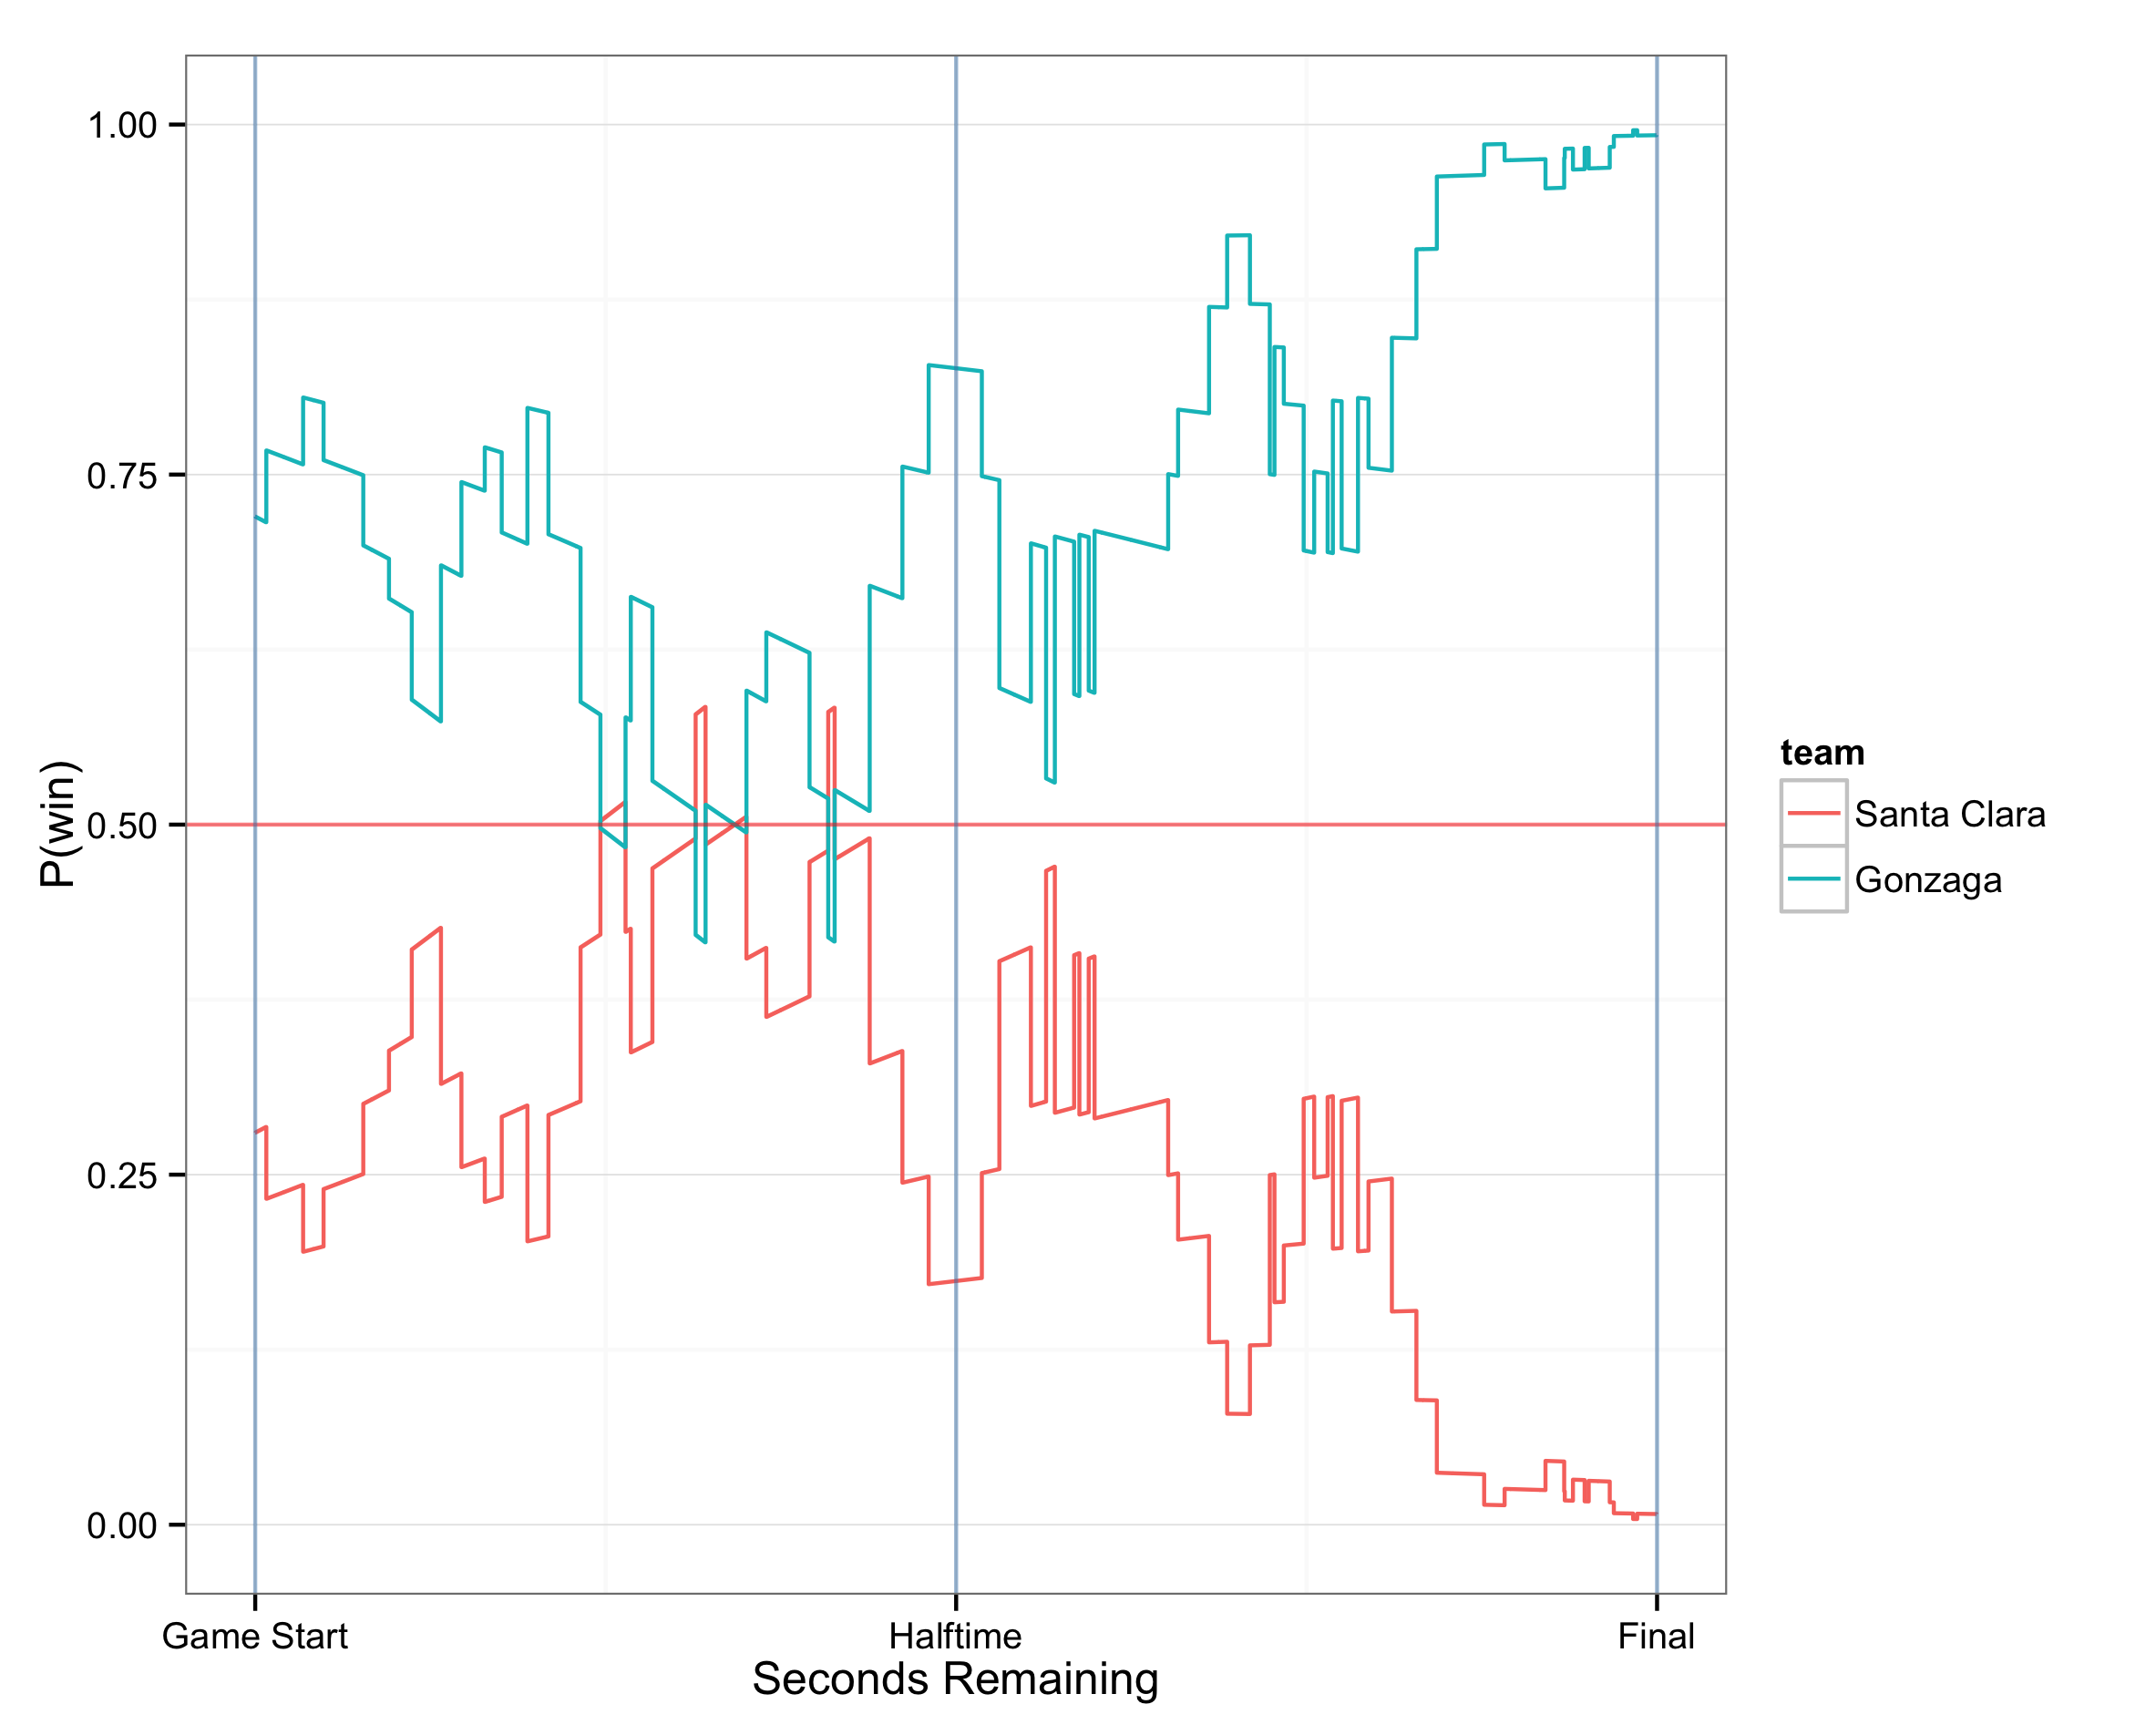 1.00
0.75
0.50
0.25
0.00
P(win)
Game Start
Halftime
Final
Seconds Remaining
team
Santa Clara
Gonzaga